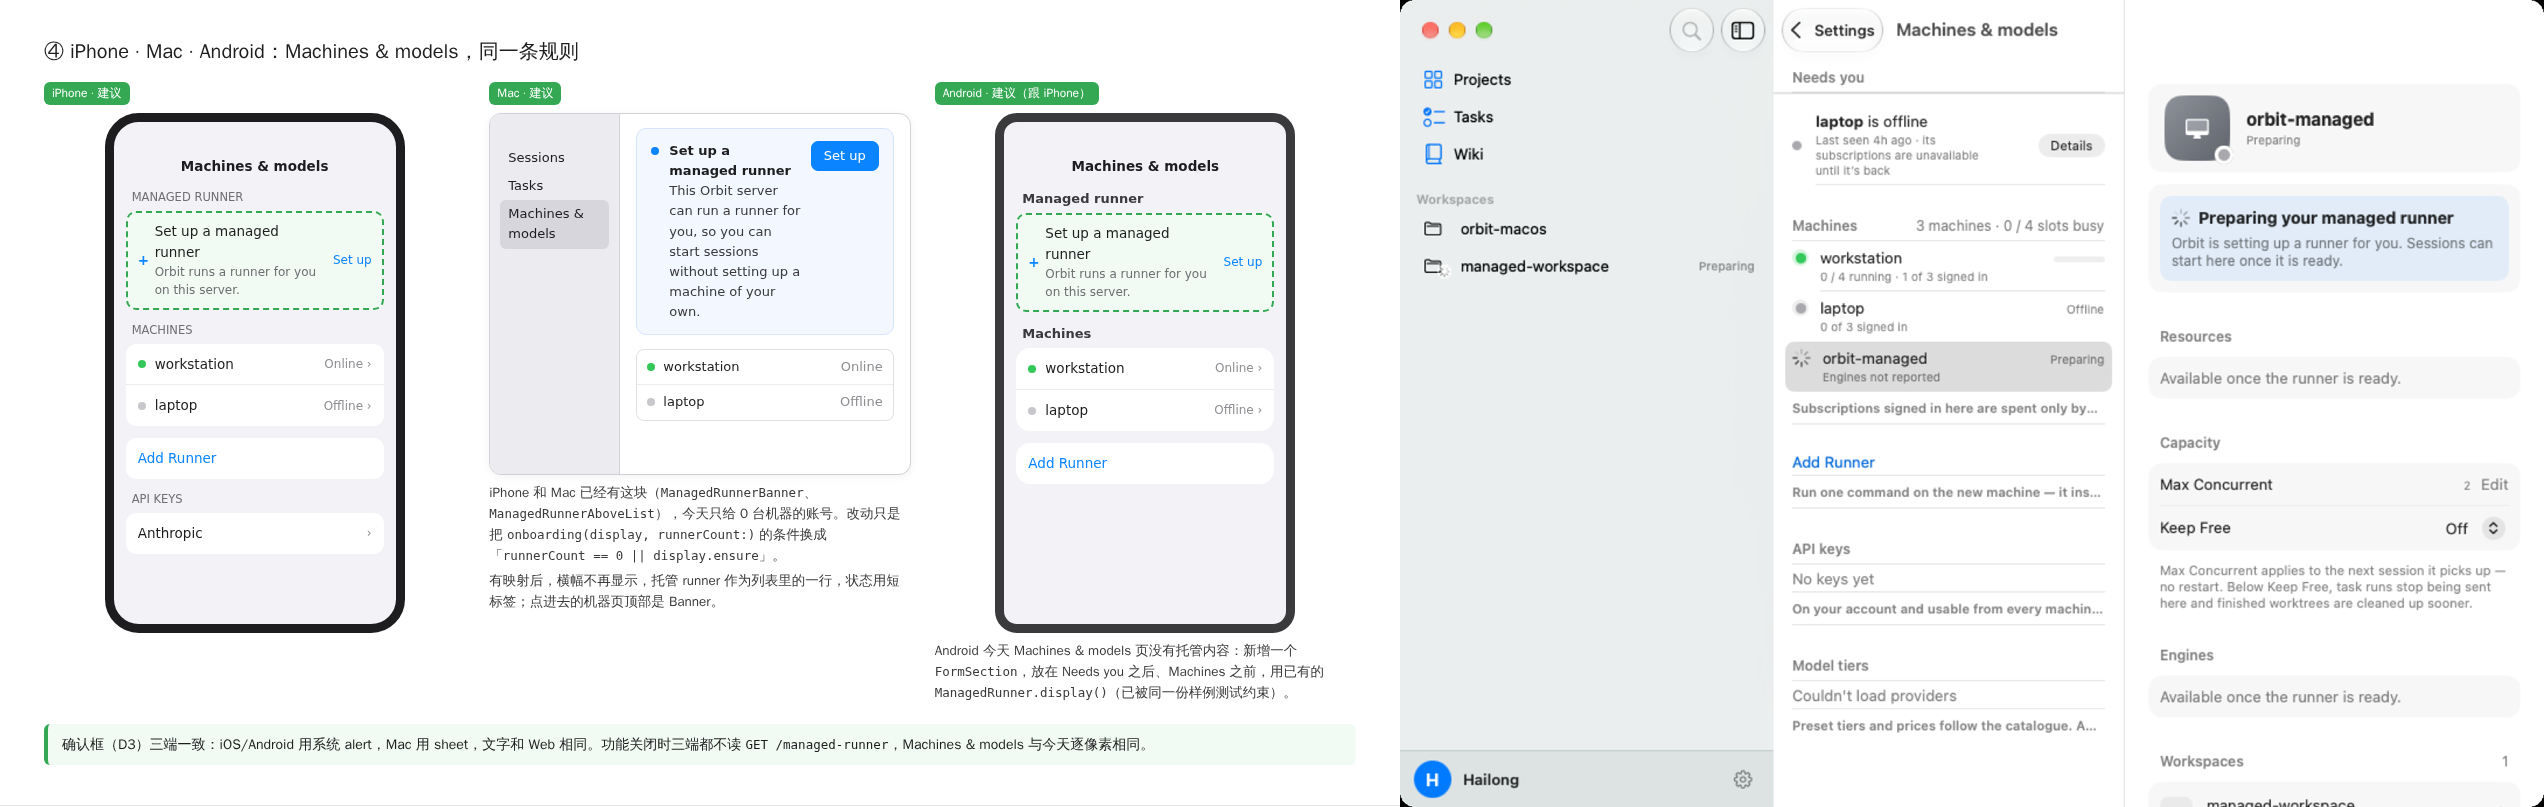 ④ iPhone · Mac · Android：Machines & models，同一条规则
iPhone · 建议
Machines & models
MANAGED RUNNER
+
Set up a managed
runner
Orbit runs a runner for you
on this server.
Set up
MACHINES
workstation
Online ›
laptop
Offline ›
Add Runner
API KEYS
Anthropic
›
Mac · 建议
Sessions
Tasks
Machines &
models
Set up a
managed runner
This Orbit server
can run a runner for
you, so you can
start sessions
without setting up a
machine of your
own.
Set up
workstation
Online
laptop
Offline
iPhone 和 Mac 已经有这块（ManagedRunnerBanner、
ManagedRunnerAboveList），今天只给 0 台机器的账号。改动只是
把 onboarding(display, runnerCount:) 的条件换成
「runnerCount == 0 || display.ensure」。
有映射后，横幅不再显示，托管 runner 作为列表里的一行，状态用短
标签；点进去的机器页顶部是 Banner。
Android · 建议（跟 iPhone）
Machines & models
Managed runner
+
Set up a managed
runner
Orbit runs a runner for you
on this server.
Set up
Machines
workstation
Online ›
laptop
Offline ›
Add Runner
Android 今天 Machines & models 页没有托管内容：新增一个
FormSection，放在 Needs you 之后、Machines 之前，用已有的
ManagedRunner.display()（已被同一份样例测试约束）。
确认框（D3）三端一致：iOS/Android 用系统 alert，Mac 用 sheet，文字和 Web 相同。功能关闭时三端都不读 GET /managed-runner，Machines & models 与今天逐像素相同。
Projects
Tasks
Wiki
Workspaces
orbit-macos
managed-workspace
Preparing
H
Hailong
Settings
Machines & models
Needs you
laptop is offline
Last seen 4h ago · its
subscriptions are unavailable
until it's back
Details
Machines
3 machines · 0 / 4 slots busy
workstation
0 / 4 running · 1 of 3 signed in
laptop
Offline
0 of 3 signed in
orbit-managed
Preparing
Engines not reported
Subscriptions signed in here are spent only by...
Add Runner
Run one command on the new machine — it ins...
API keys
No keys yet
On your account and usable from every machin...
Model tiers
Couldn't load providers
Preset tiers and prices follow the catalogue. A...
orbit-managed
Preparing
Preparing your managed runner
Orbit is setting up a runner for you. Sessions can
start here once it is ready.
Resources
Available once the runner is ready.
Capacity
Max Concurrent
2 Edit
Keep Free
Off
Max Concurrent applies to the next session it picks up —
no restart. Below Keep Free, task runs stop being sent
here and finished worktrees are cleaned up sooner.
Engines
Available once the runner is ready.
Workspaces
1
managed-workspace